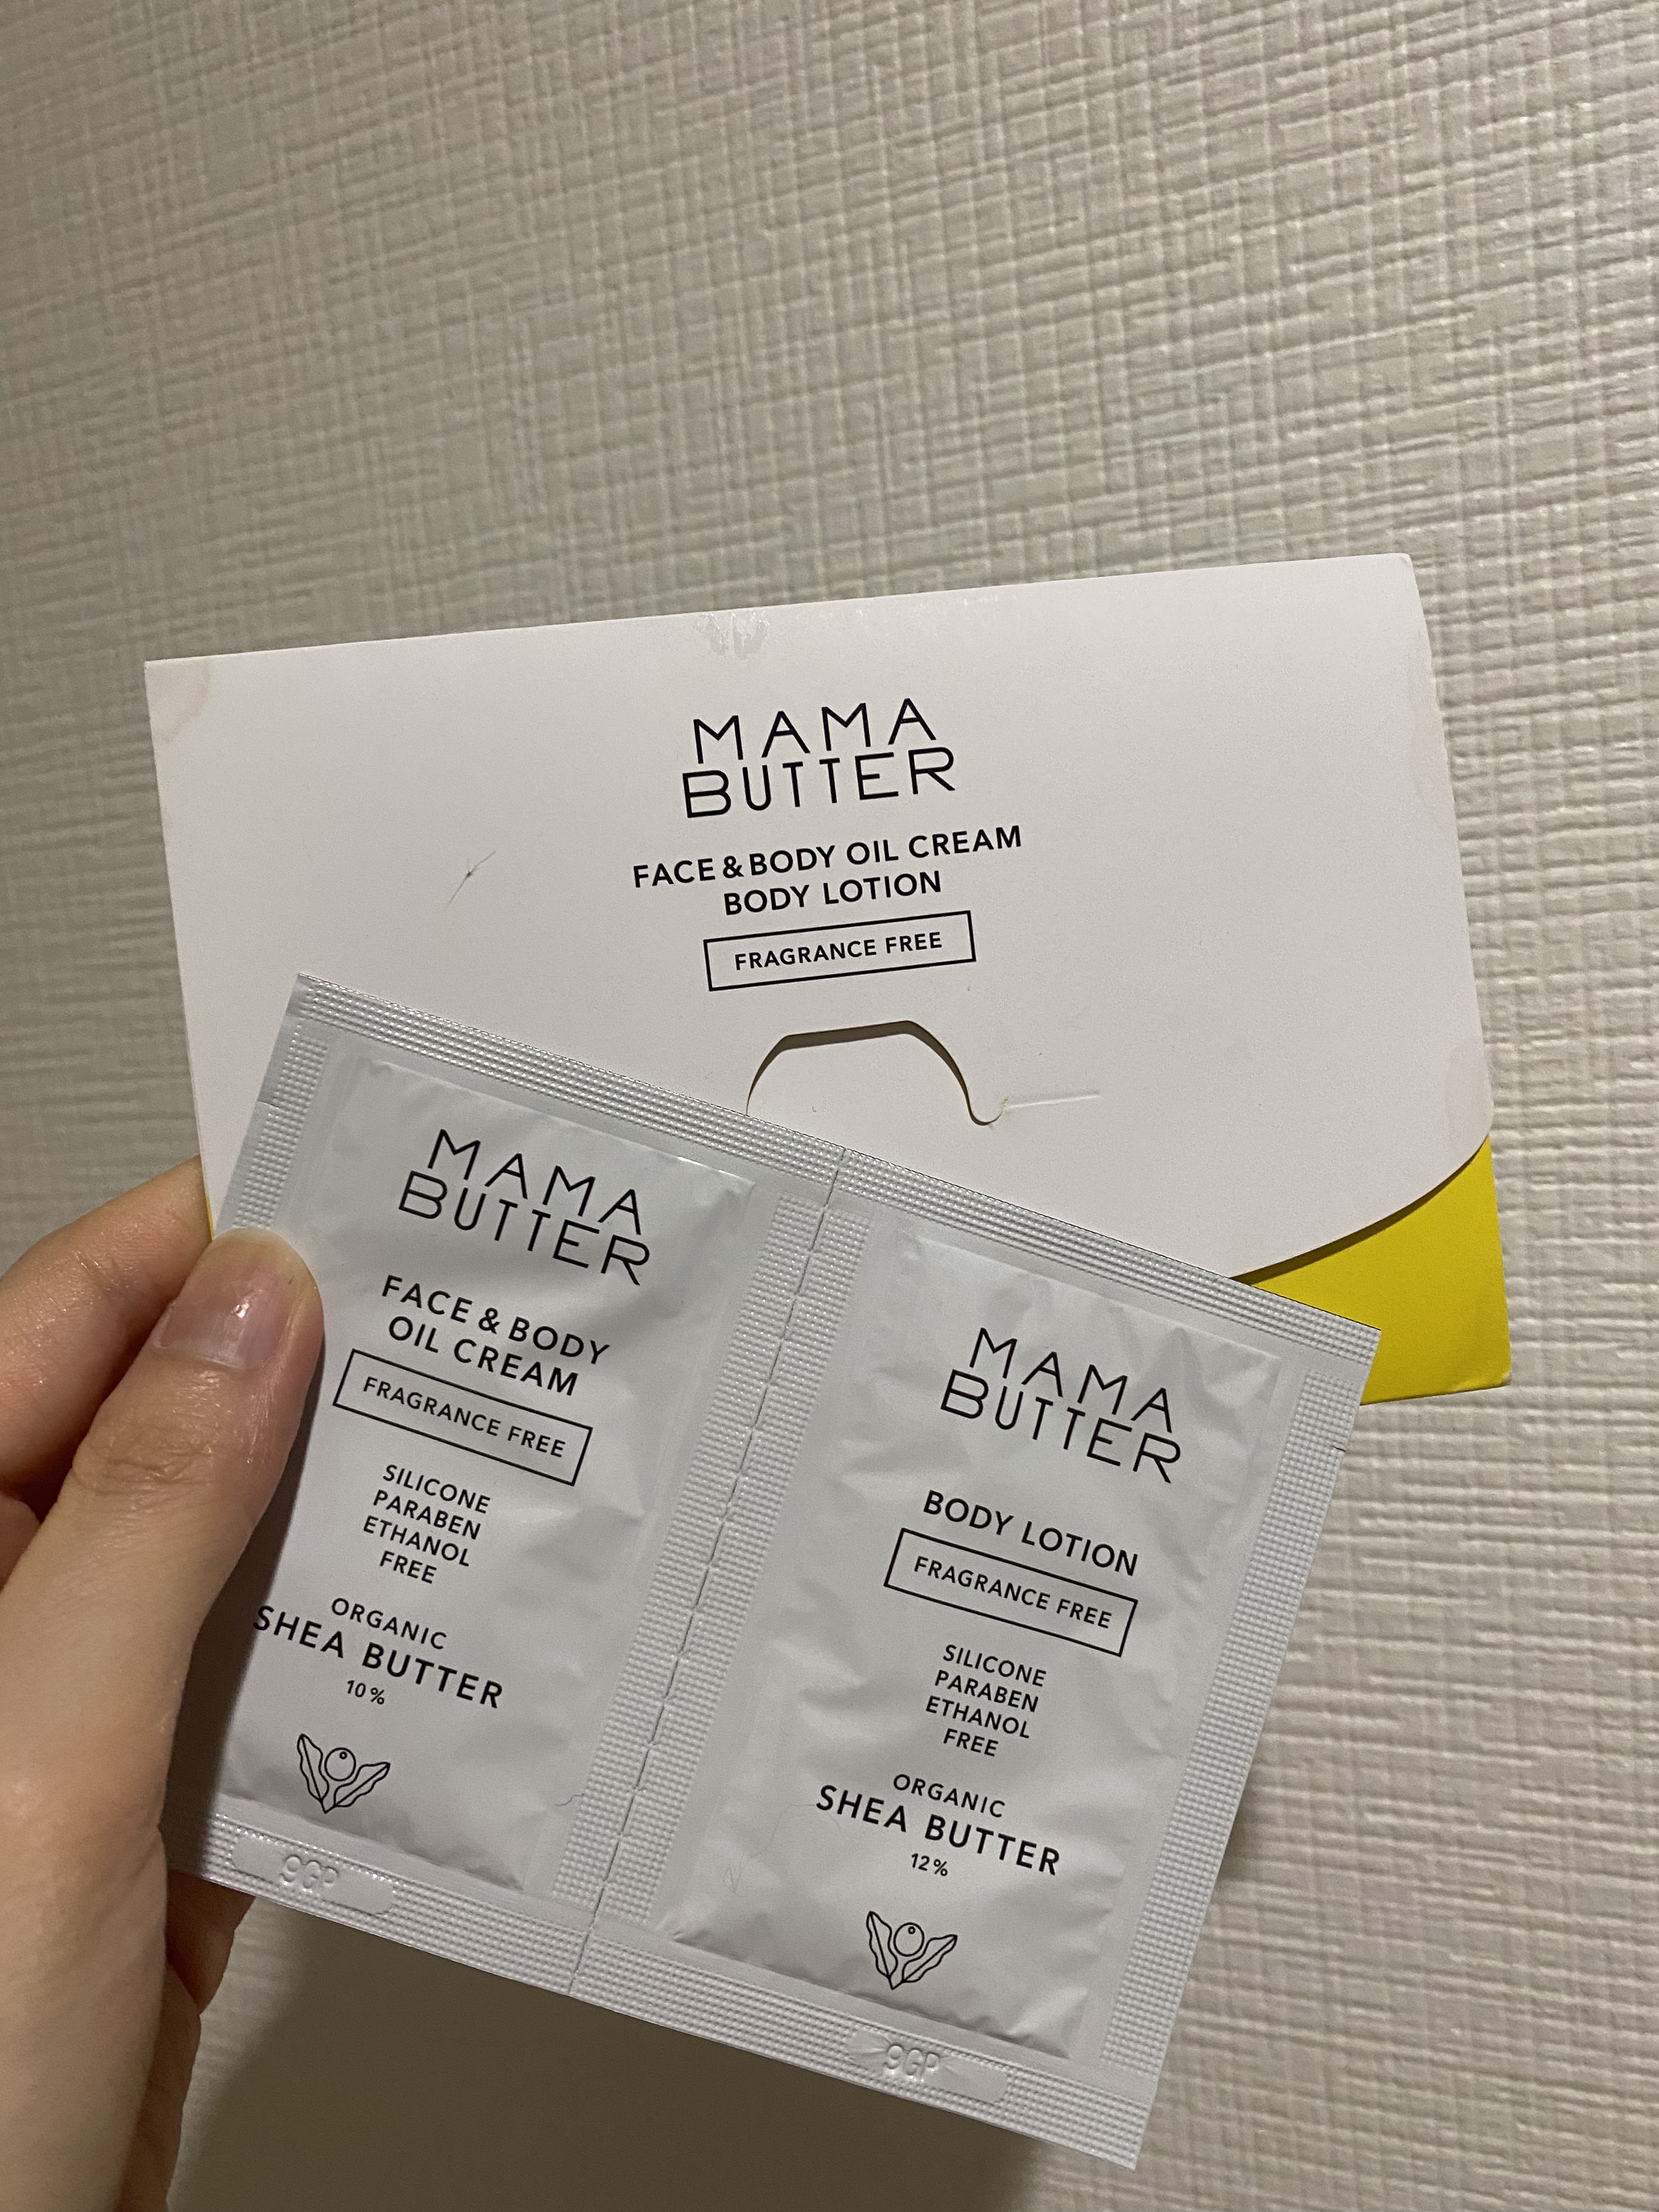 MAMA
BUTTER
FACE & BODY OIL CREAM
BODY LOTION
FRAGRANCE FREE
MAMA
BUTTER
FACE & BODY
OIL CREAM
FRAGRANCE FREE
SILICONE
PARABEN
ETHANOL
FREE
ORGANIC
SHEA BUTTER
10%
9GP
MAMA
BUTTER
BODY LOTION
FRAGRANCE FREE
SILICONE
PARABEN
ETHANOL
FREE
ORGANIC
SHEA BUTTER
12%
9GP